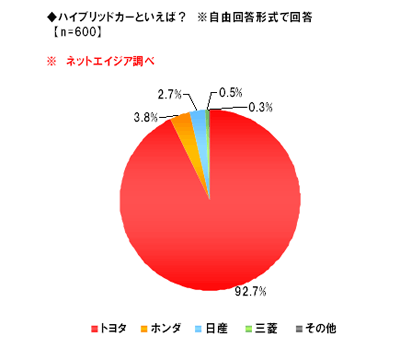 ◆ハイブリッドカーといえば？ ※自由回答形式で回答
【n=600】
※ ネットエイジア調べ
0.5%
2.7%
0.3%
3.8%
92.7%
トヨタ ホンダ 日産 三菱 その他